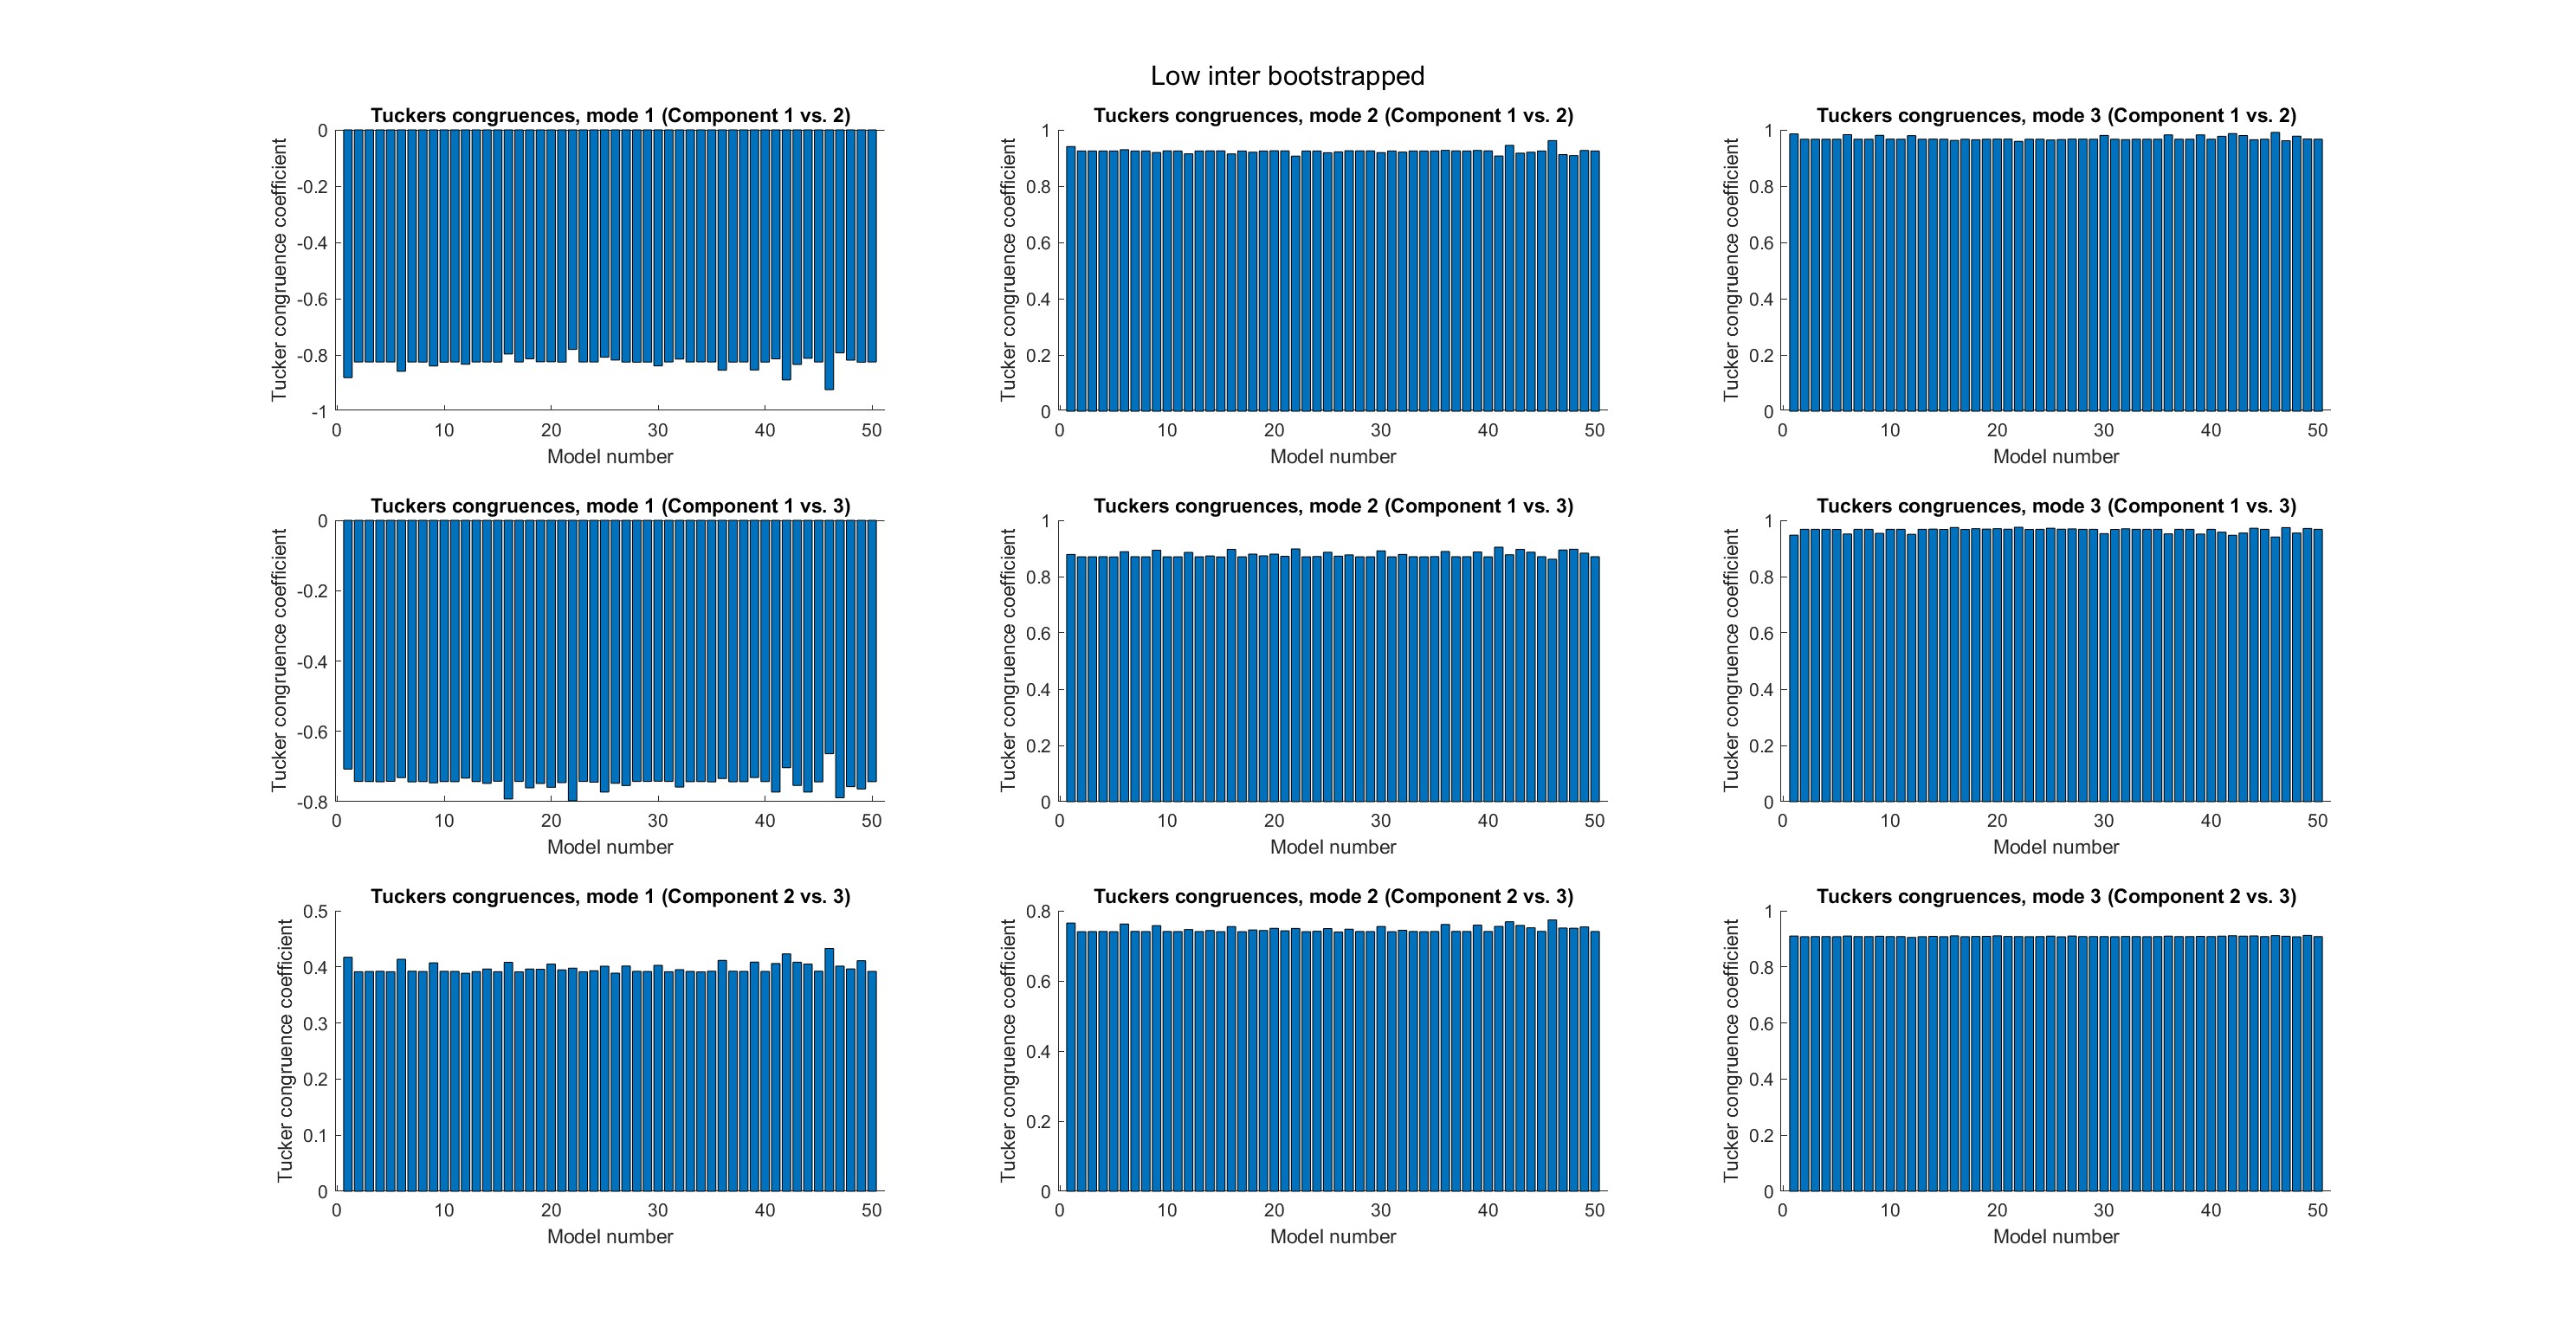 Low inter bootstrapped
Tuckers congruences, mode 1 (Component 1 vs. 2)
Tucker congruence coefficient
0
-0.2
-0.4
-0.6
-0.8
-1
0 10 20 30 40 50
Model number
Tuckers congruences, mode 2 (Component 1 vs. 2)
Tucker congruence coefficient
1
0.8
0.6
0.4
0.2
0
0 10 20 30 40 50
Model number
Tuckers congruences, mode 3 (Component 1 vs. 2)
Tucker congruence coefficient
1
0.8
0.6
0.4
0.2
0
0 10 20 30 40 50
Model number
Tuckers congruences, mode 1 (Component 1 vs. 3)
Tucker congruence coefficient
0
-0.2
-0.4
-0.6
-0.8
0 10 20 30 40 50
Model number
Tuckers congruences, mode 2 (Component 1 vs. 3)
Tucker congruence coefficient
1
0.8
0.6
0.4
0.2
0
0 10 20 30 40 50
Model number
Tuckers congruences, mode 3 (Component 1 vs. 3)
Tucker congruence coefficient
1
0.8
0.6
0.4
0.2
0
0 10 20 30 40 50
Model number
Tuckers congruences, mode 1 (Component 2 vs. 3)
Tucker congruence coefficient
0.5
0.4
0.3
0.2
0.1
0
0 10 20 30 40 50
Model number
Tuckers congruences, mode 2 (Component 2 vs. 3)
Tucker congruence coefficient
0.8
0.6
0.4
0.2
0
0 10 20 30 40 50
Model number
Tuckers congruences, mode 3 (Component 2 vs. 3)
Tucker congruence coefficient
1
0.8
0.6
0.4
0.2
0
0 10 20 30 40 50
Model number